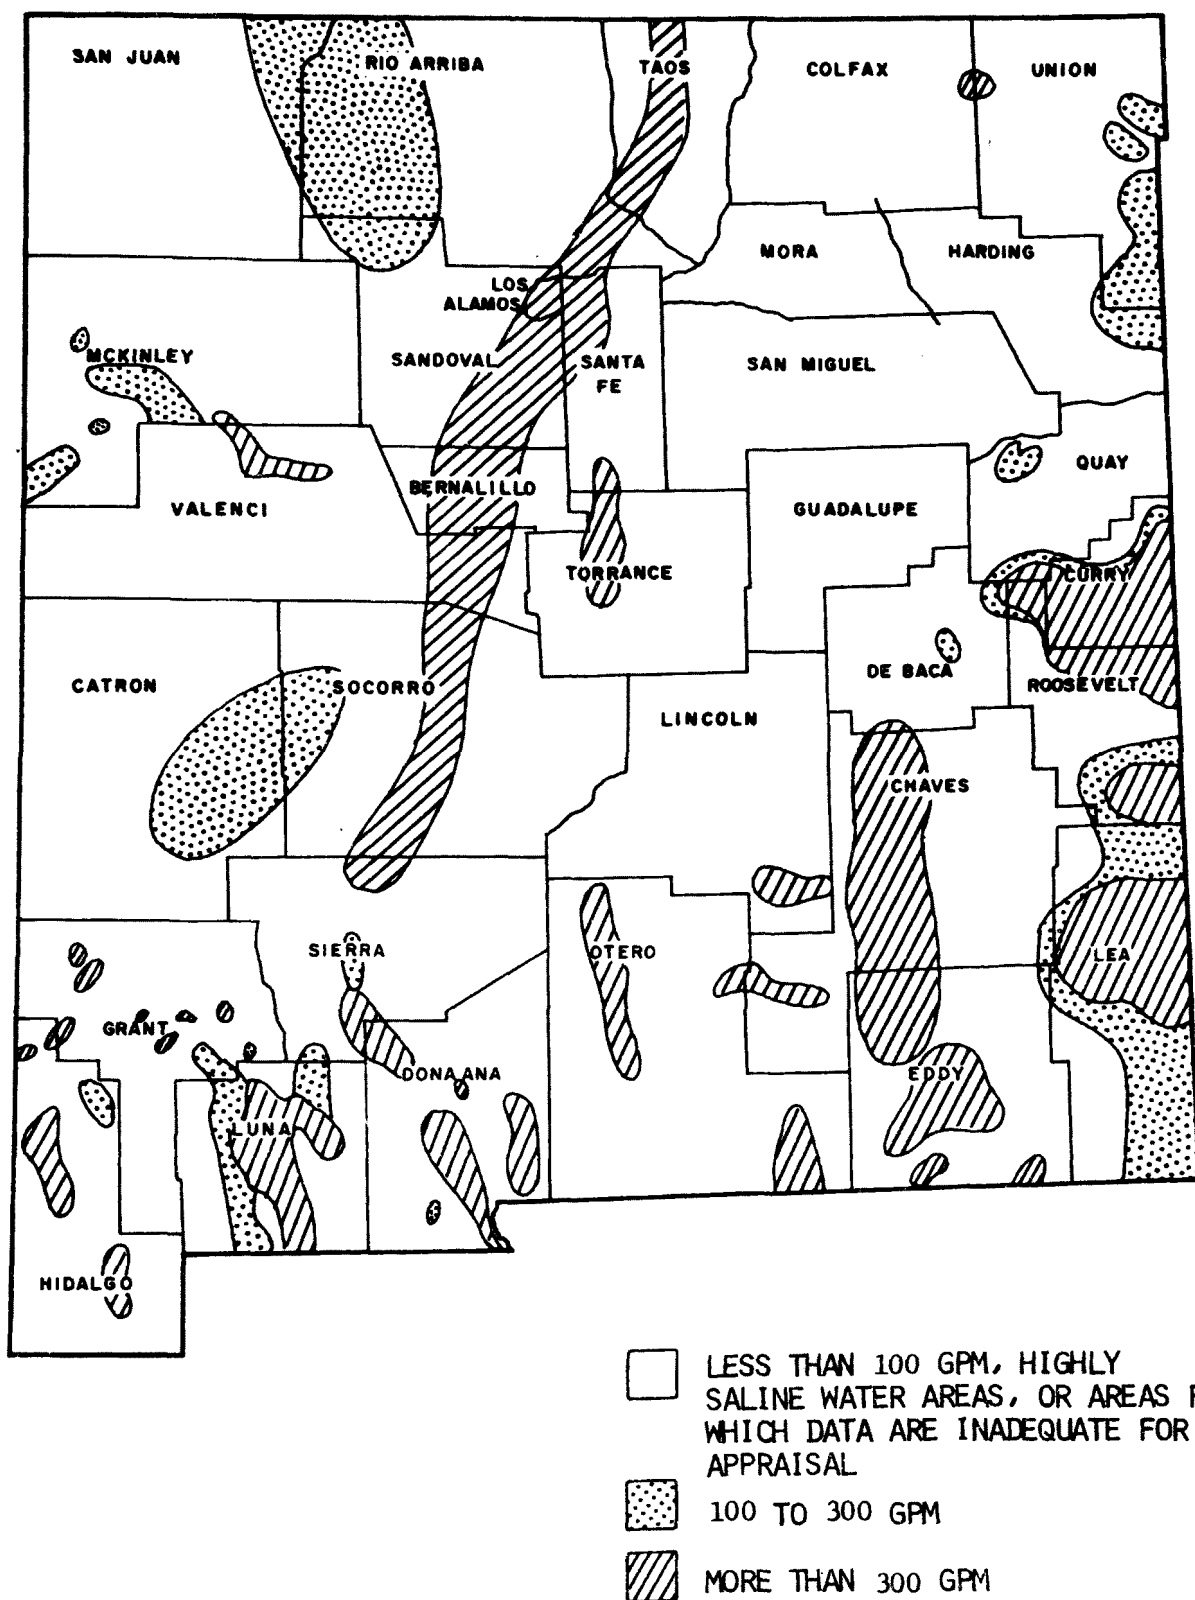 SAN JUAN
RIO ARRIBA
TAOS
COLFAX
UNION
MORA
HARDING
LOS
ALAMOS
MCKINLEY
SANDOVAL
SANTA
FE
SAN MIGUEL
QUAY
BERNALILLO
VALENCI
GUADALUPE
TORRANCE
CURRY
CATRON
SOCORRO
DE BACA
ROOSEVELT
LINCOLN
CHAVES
SIERRA
OTERO
LEA
GRANT
DONA ANA
EDDY
LUNA
HIDALGO
LESS THAN 100 GPM, HIGHLY
SALINE WATER AREAS, OR AREAS
WHICH DATA ARE INADEQUATE FOR
APPRAISAL
100 TO 300 GPM
MORE THAN 300 GPM